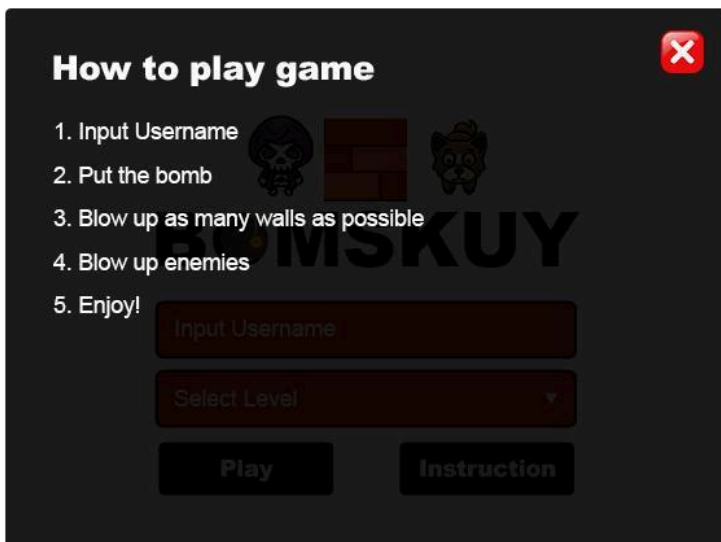 How to play game
1. Input Username
2. Put the bomb
3. Blow up as many walls as possible
BOMSKUY
4. Blow up enemies
5. Enjoy!
Input Username
Select Level
Play
Instruction